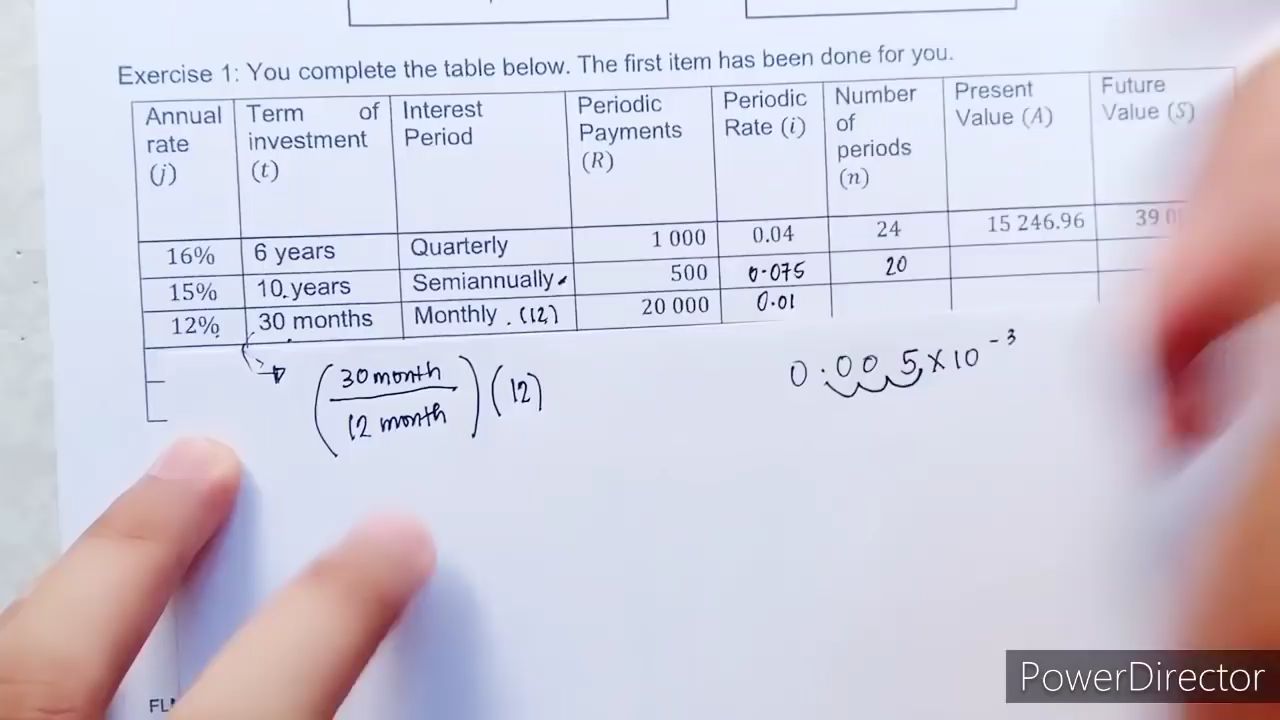 Exercise 1: You complete the table below. The first item has been done for you.
Annual rate (j) Term of investment (t) Interest Period Periodic Payments (R) Periodic Rate (i) Number of periods (n) Present Value (A) Future Value (S)
16% 6 years Quarterly 1 000 0.04 24 15 246.96 39 0
15% 10 years Semiannually 500 0.075 20
12% 30 months Monthly (12) 20 000 0.01
(30 month / 12 month) (12)
0.005 x 10 -3
PowerDirector